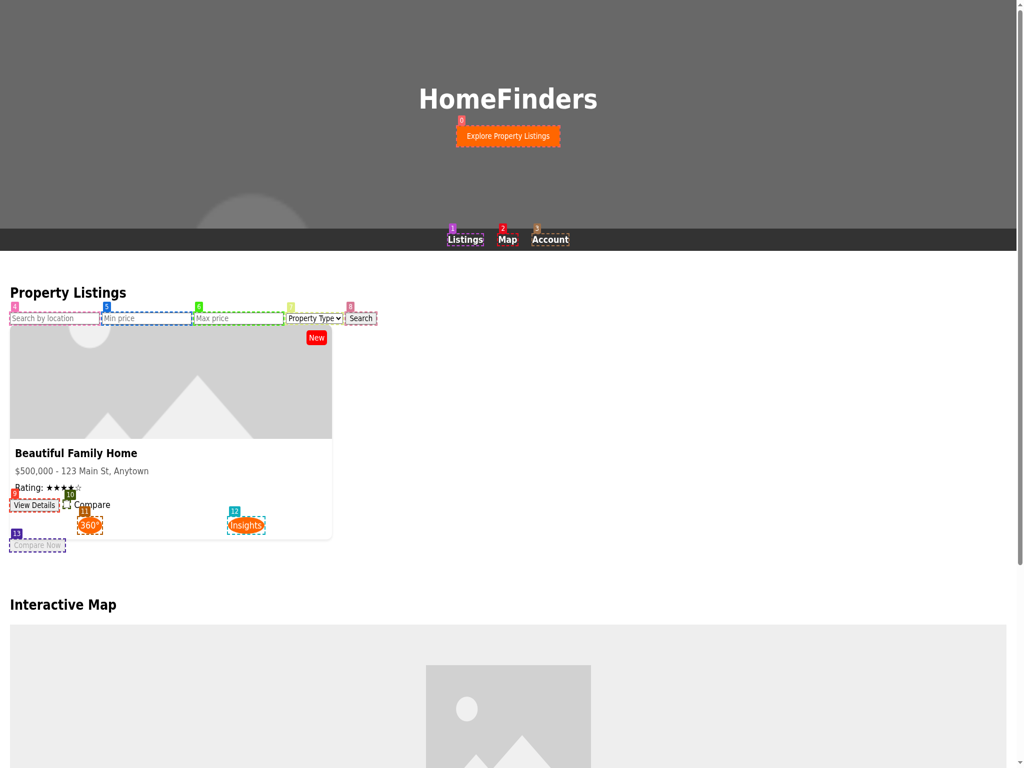 HomeFinders
0
Explore Property Listings
1 2 3
Listings Map Account
Property Listings
4 5 6 7 8
Search by location Min price Max price Property Type Search
New
Beautiful Family Home
$500,000 - 123 Main St, Anytown
Rating: ★★★★☆
9 10
View Details Compare
11 12
360° Insights
13
Compare Now
Interactive Map